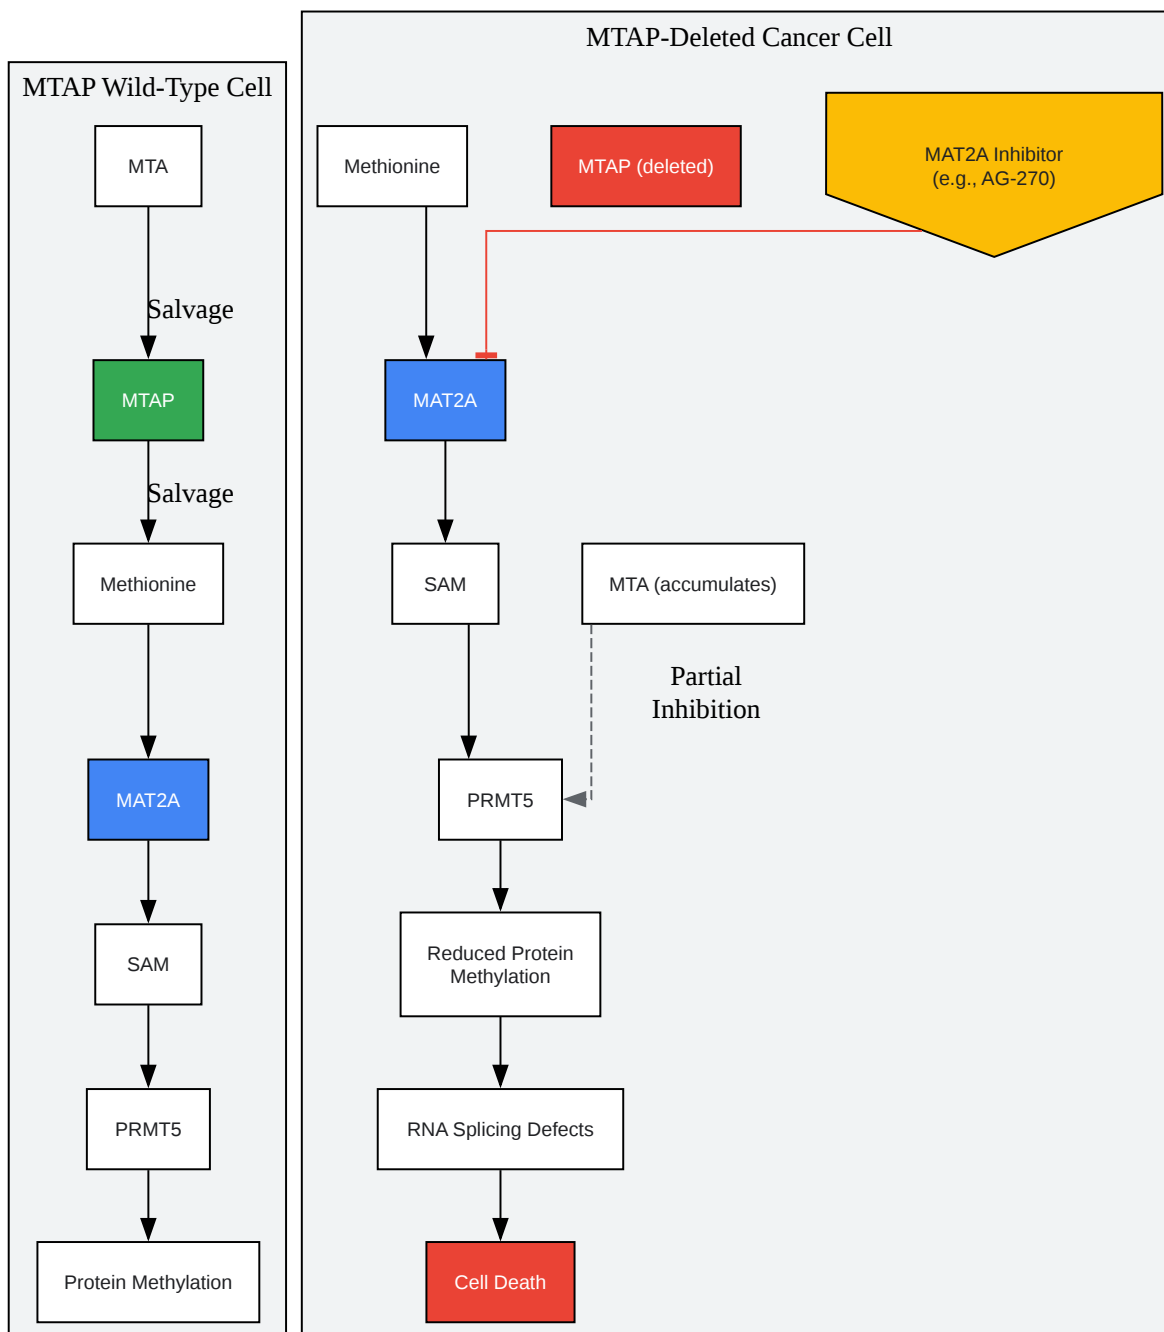 MTAP Wild-Type Cell
MTA
Salvage
MTAP
Salvage
Methionine
MAT2A
SAM
PRMT5
Protein Methylation
MTAP-Deleted Cancer Cell
Methionine
MTAP (deleted)
MAT2A Inhibitor
(e.g., AG-270)
MAT2A
SAM
MTA (accumulates)
Partial
Inhibition
PRMT5
Reduced Protein
Methylation
RNA Splicing Defects
Cell Death